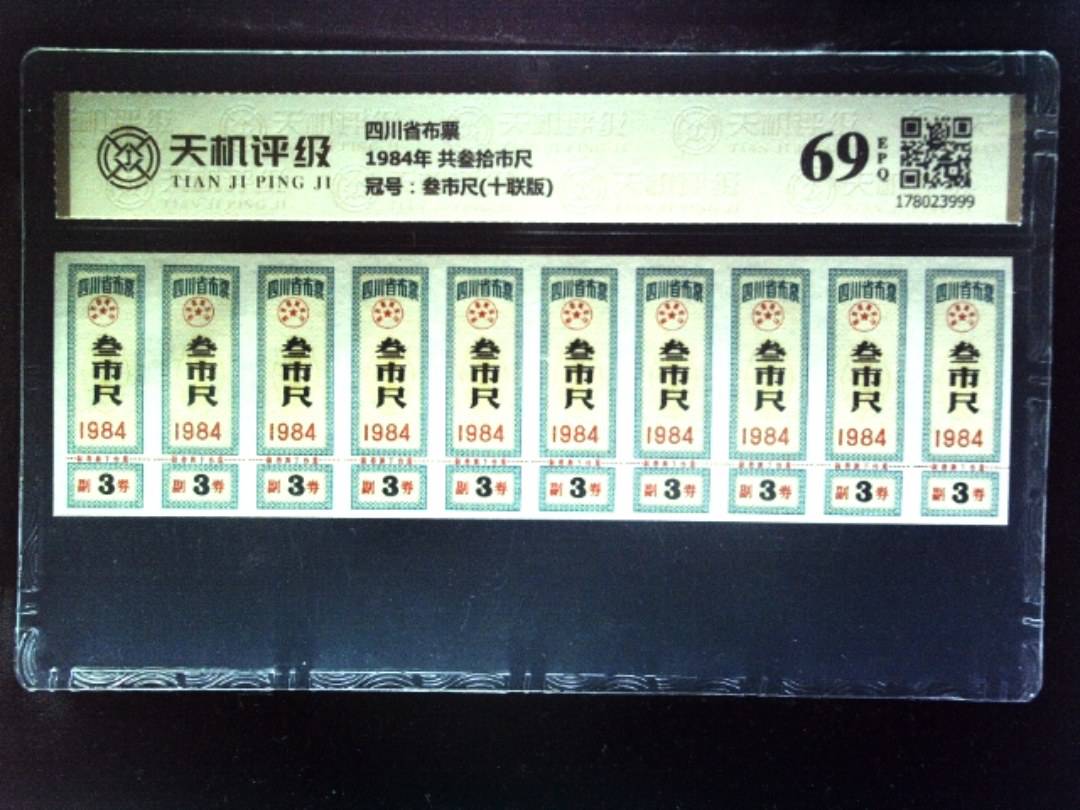 天机评级
TIAN JI PING JI
四川省布票
1984年 共叁拾市尺
冠号：叁市尺(十联版)
69
EPQ
178023999
四川省布票 四川省布票 四川省布票 四川省布票 四川省布票 四川省布票 四川省布票 四川省布票 四川省布票 四川省布票
叁市尺 叁市尺 叁市尺 叁市尺 叁市尺 叁市尺 叁市尺 叁市尺 叁市尺 叁市尺
1984 1984 1984 1984 1984 1984 1984 1984 1984 1984
副3券 副3券 副3券 副3券 副3券 副3券 副3券 副3券 副3券 副3券